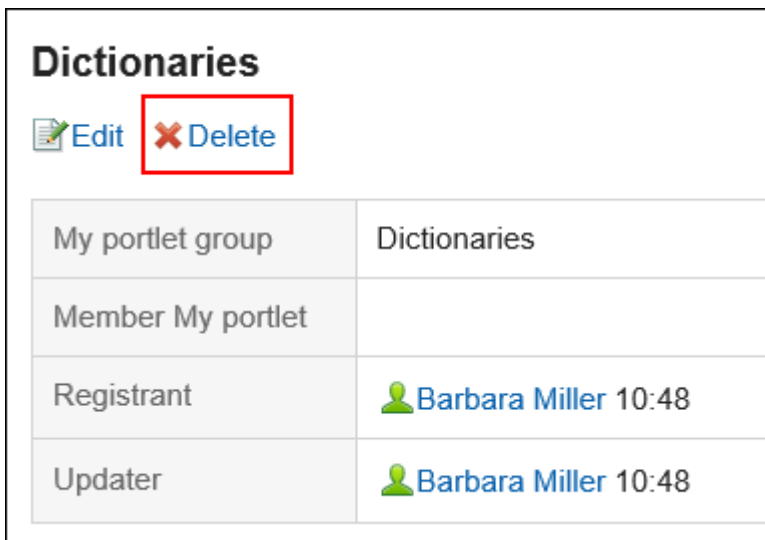 Dictionaries
Edit Delete
My portlet group Dictionaries
Member My portlet
Registrant Barbara Miller 10:48
Updater Barbara Miller 10:48